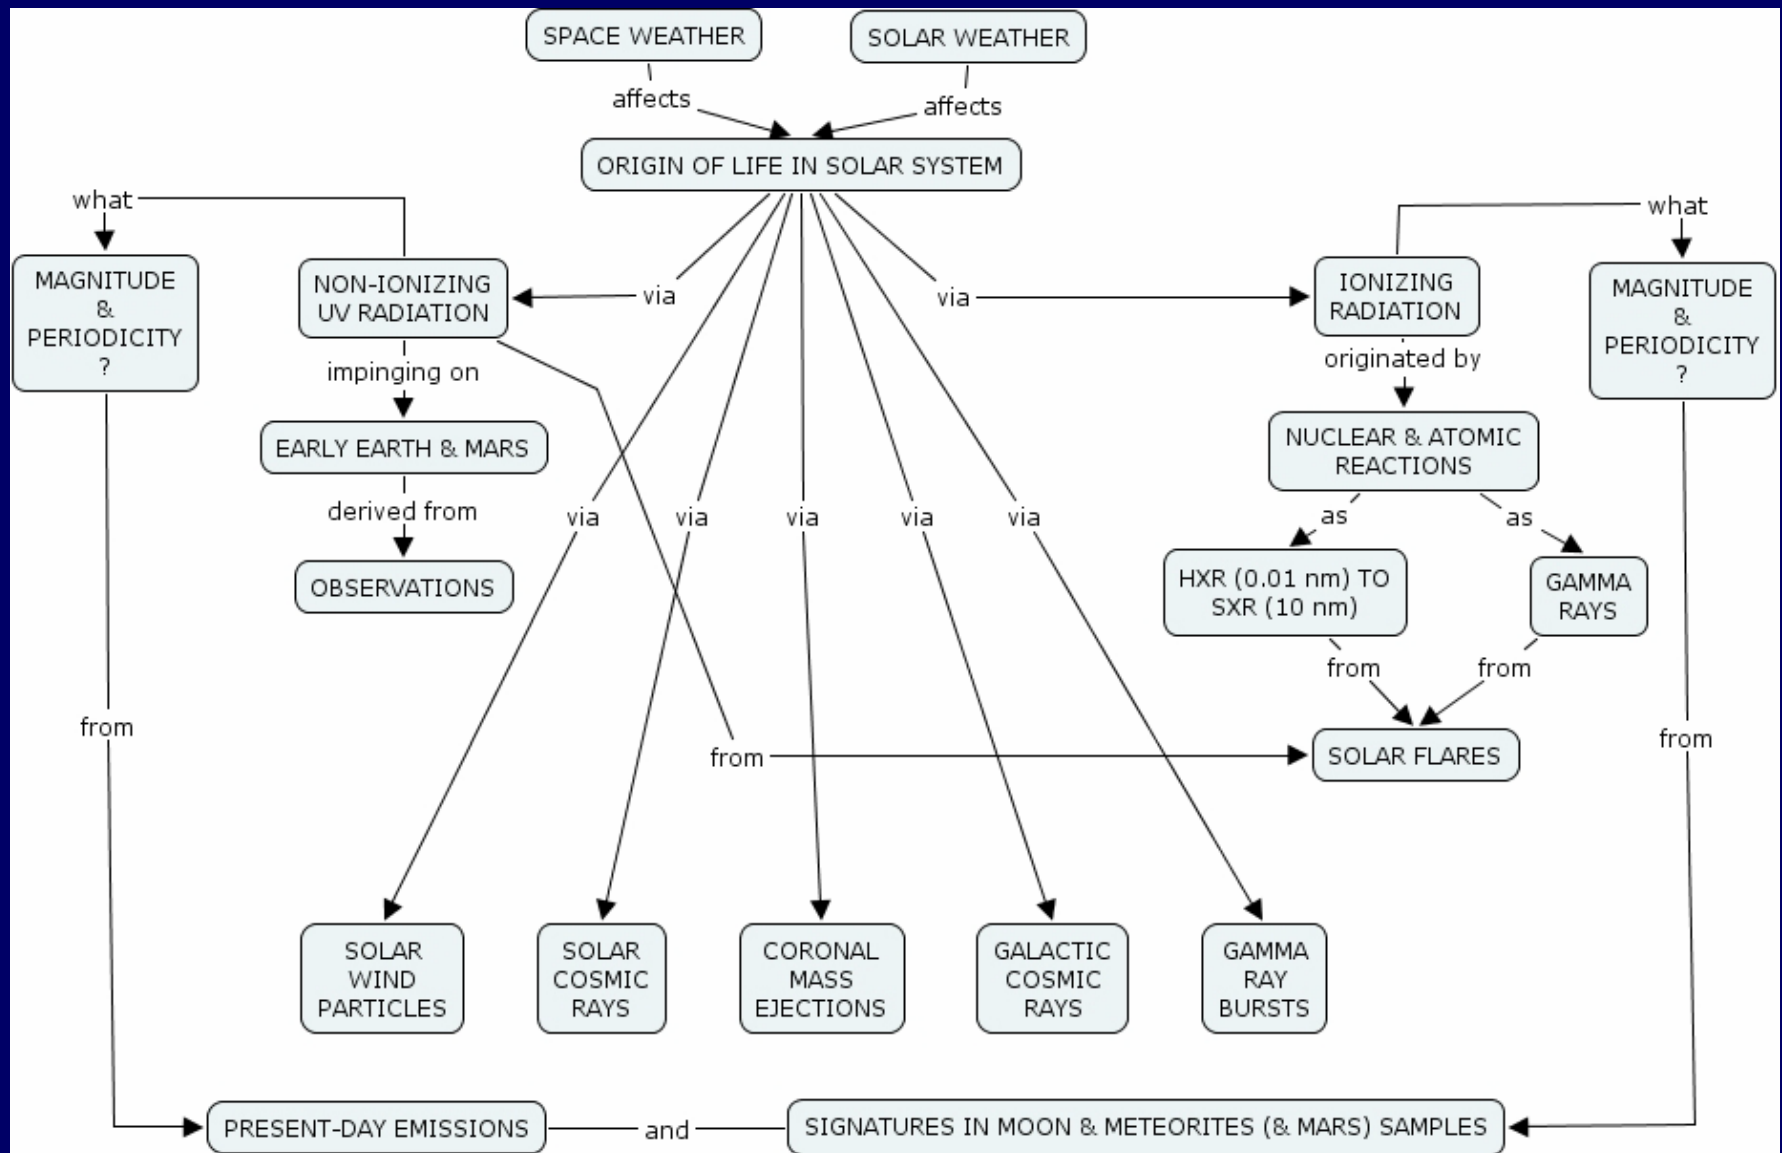 SPACE WEATHER
SOLAR WEATHER
affects
affects
ORIGIN OF LIFE IN SOLAR SYSTEM
what
what
MAGNITUDE
&
PERIODICITY
?
NON-IONIZING
UV RADIATION
via
via
IONIZING
RADIATION
MAGNITUDE
&
PERIODICITY
?
impinging on
originated by
EARLY EARTH & MARS
NUCLEAR & ATOMIC
REACTIONS
derived from
via
via
via
via
via
as
as
OBSERVATIONS
HXR (0.01 nm) TO
SXR (10 nm)
GAMMA
RAYS
from
from
from
from
from
SOLAR FLARES
SOLAR
WIND
PARTICLES
SOLAR
COSMIC
RAYS
CORONAL
MASS
EJECTIONS
GALACTIC
COSMIC
RAYS
GAMMA
RAY
BURSTS
PRESENT-DAY EMISSIONS
and
SIGNATURES IN MOON & METEORITES (& MARS) SAMPLES